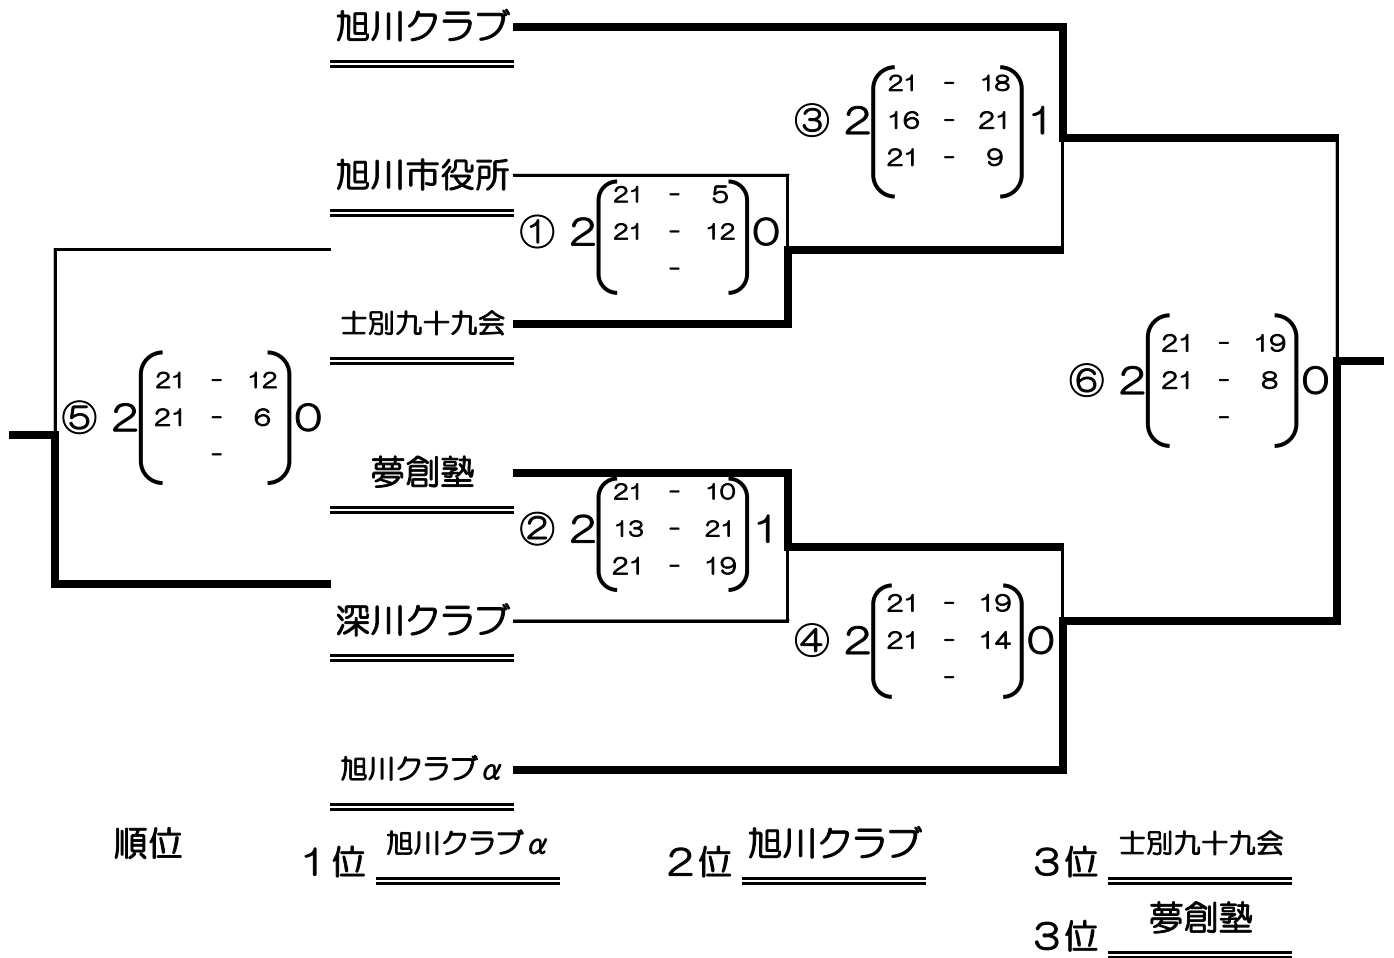 旭川クラブ
③ 2 21 - 18 1
16 - 21
21 - 9
旭川市役所
① 2 21 - 5 0
21 - 12
-
士別九十九会
⑤ 2 21 - 12 0
21 - 6
-
⑥ 2 21 - 19 0
21 - 8
-
夢創塾
② 2 21 - 10 1
13 - 21
21 - 19
深川クラブ
④ 2 21 - 19 0
21 - 14
-
旭川クラブα
順位
1位 旭川クラブα
2位 旭川クラブ
3位 士別九十九会
3位 夢創塾